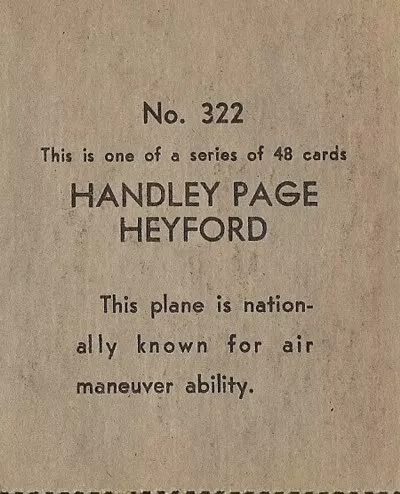 No. 322
This is one of a series of 48 cards
HANDLEY PAGE
HEYFORD
This plane is nation-
ally known for air
maneuver ability.